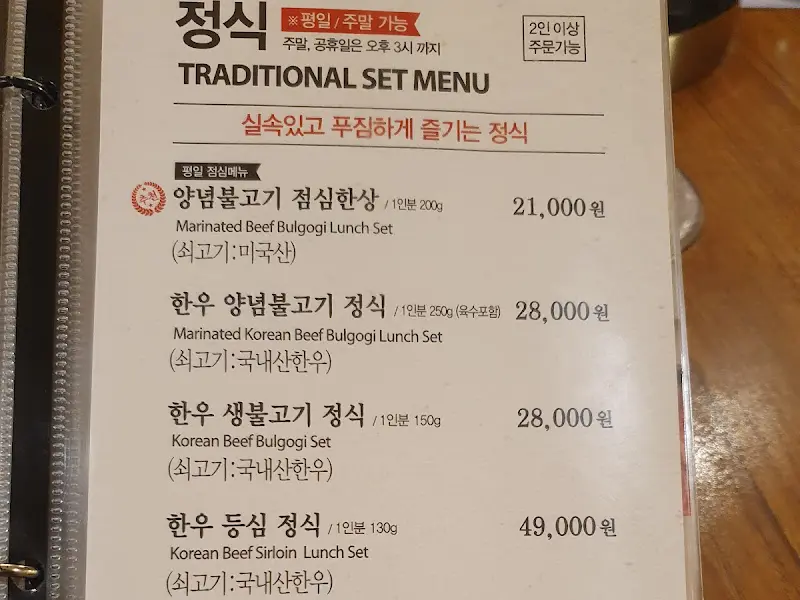 정식 ※평일 / 주말 가능
주말, 공휴일은 오후 3시 까지
2인 이상
주문가능
TRADITIONAL SET MENU
실속있고 푸짐하게 즐기는 정식
평일 점심메뉴
추천
양념불고기 점심한상 / 1인분 200g 21,000원
Marinated Beef Bulgogi Lunch Set
(쇠고기:미국산)
한우 양념불고기 정식 / 1인분 250g (육수포함) 28,000원
Marinated Korean Beef Bulgogi Lunch Set
(쇠고기:국내산한우)
한우 생불고기 정식 / 1인분 150g 28,000원
Korean Beef Bulgogi Set
(쇠고기:국내산한우)
한우 등심 정식 / 1인분 130g 49,000원
Korean Beef Sirloin Lunch Set
(쇠고기:국내산한우)